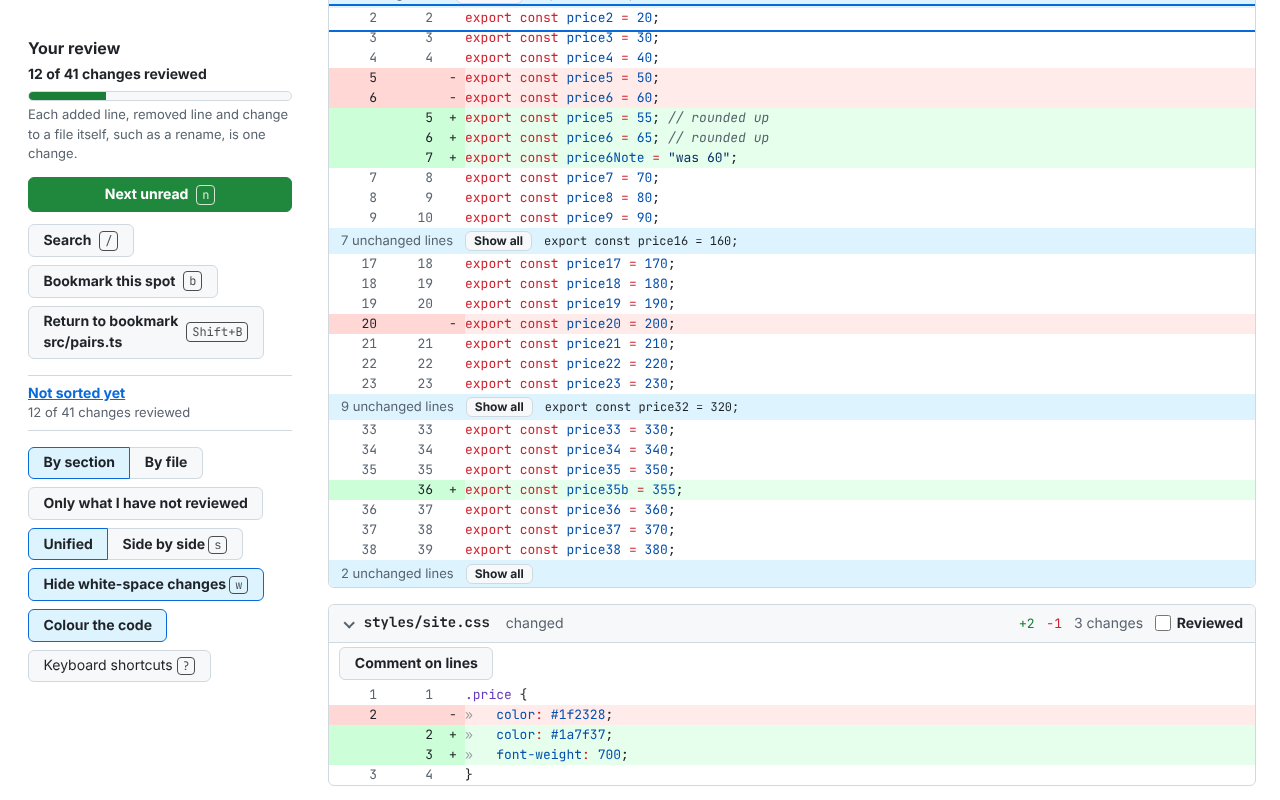 Your review
12 of 41 changes reviewed
Each added line, removed line and change
to a file itself, such as a rename, is one
change.
Next unread n
Search /
Bookmark this spot b
Return to bookmark
src/pairs.ts Shift+B
Not sorted yet
12 of 41 changes reviewed
By section By file
Only what I have not reviewed
Unified Side by side s
Hide white-space changes w
Colour the code
Keyboard shortcuts ?
2 2 export const price2 = 20;
3 3 export const price3 = 30;
4 4 export const price4 = 40;
5 - export const price5 = 50;
6 - export const price6 = 60;
5 + export const price5 = 55; // rounded up
6 + export const price6 = 65; // rounded up
7 + export const price6Note = "was 60";
7 8 export const price7 = 70;
8 9 export const price8 = 80;
9 10 export const price9 = 90;
7 unchanged lines Show all export const price16 = 160;
17 18 export const price17 = 170;
18 19 export const price18 = 180;
19 20 export const price19 = 190;
20 - export const price20 = 200;
21 21 export const price21 = 210;
22 22 export const price22 = 220;
23 23 export const price23 = 230;
9 unchanged lines Show all export const price32 = 320;
33 33 export const price33 = 330;
34 34 export const price34 = 340;
35 35 export const price35 = 350;
36 + export const price35b = 355;
36 37 export const price36 = 360;
37 38 export const price37 = 370;
38 39 export const price38 = 380;
2 unchanged lines Show all
styles/site.css changed +2 -1 3 changes Reviewed
Comment on lines
1 1 .price {
2 - » color: #1f2328;
2 + » color: #1a7f37;
3 + » font-weight: 700;
3 4 }